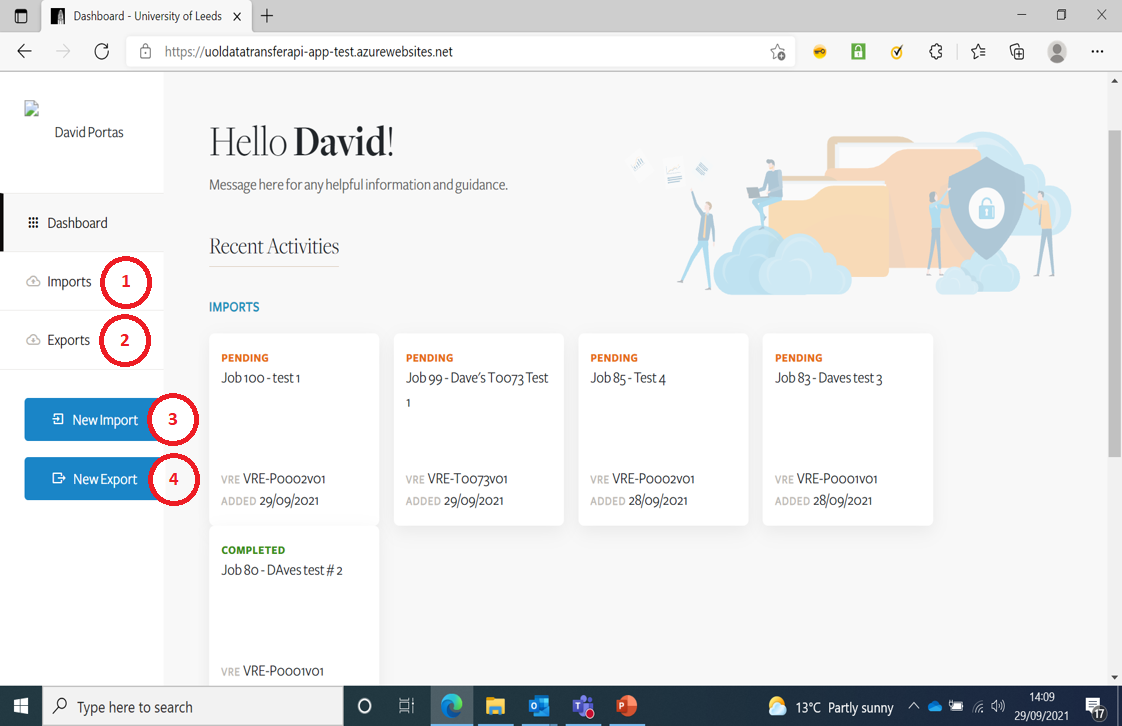 Dashboard - University of Leeds
https://uoldatatransferapi-app-test.azurewebsites.net
David Portas
Dashboard
Imports 1
Exports 2
New Import 3
New Export 4
Hello David!
Message here for any helpful information and guidance.
Recent Activities
IMPORTS
PENDING
Job 100 - test 1
VRE VRE-P0002v01
ADDED 29/09/2021
PENDING
Job 99 - Dave's T0073 Test
1
VRE VRE-T0073v01
ADDED 29/09/2021
PENDING
Job 85 - Test 4
VRE VRE-P0002v01
ADDED 28/09/2021
PENDING
Job 83 - Daves test 3
VRE VRE-P0001v01
ADDED 28/09/2021
COMPLETED
Job 80 - DAves test # 2
VRE VRE-P0001v01
Type here to search
13°C Partly sunny
14:09
29/09/2021
17